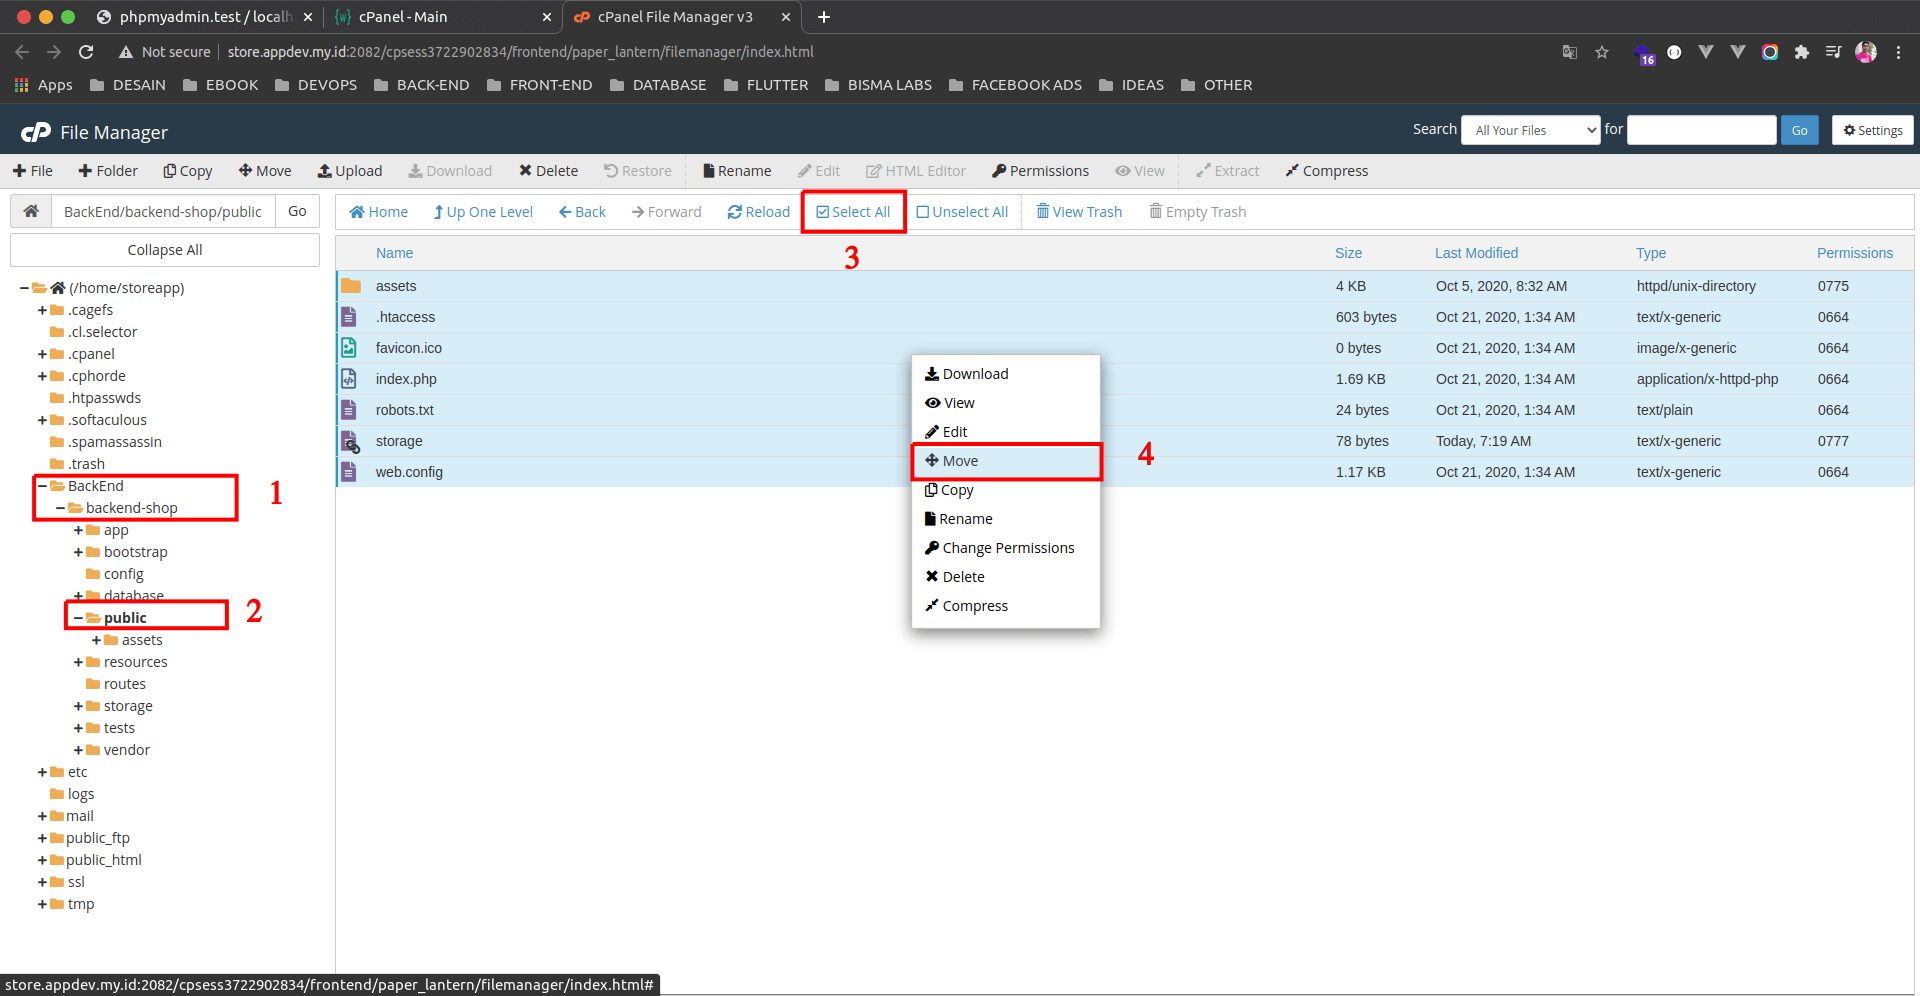 phpmyadmin.test / localh
cPanel - Main
cPanel File Manager v3
Not secure
store.appdev.my.id:2082/cpsess3722902834/frontend/paper_lantern/filemanager/index.html
16
Apps
DESAIN
EBOOK
DEVOPS
BACK-END
FRONT-END
DATABASE
FLUTTER
BISMA LABS
FACEBOOK ADS
IDEAS
OTHER
cP File Manager
Search
All Your Files
for
Go
Settings
File
Folder
Copy
Move
Upload
Download
Delete
Restore
Rename
Edit
HTML Editor
Permissions
View
Extract
Compress
BackEnd/backend-shop/public
Go
Home
Up One Level
Back
Forward
Reload
Select All
Unselect All
View Trash
Empty Trash
Collapse All
3
(/home/storeapp)
.cagefs
.cl.selector
.cpanel
.cphorde
.htpasswds
.softaculous
.spamassassin
.trash
BackEnd
1
backend-shop
app
bootstrap
config
database
public
2
assets
resources
routes
storage
tests
vendor
etc
logs
mail
public_ftp
public_html
ssl
tmp
Name Size Last Modified Type Permissions
assets 4 KB Oct 5, 2020, 8:32 AM httpd/unix-directory 0775
.htaccess 603 bytes Oct 21, 2020, 1:34 AM text/x-generic 0664
favicon.ico 0 bytes Oct 21, 2020, 1:34 AM image/x-generic 0664
index.php 1.69 KB Oct 21, 2020, 1:34 AM application/x-httpd-php 0664
robots.txt 24 bytes Oct 21, 2020, 1:34 AM text/plain 0664
storage 78 bytes Today, 7:19 AM text/x-generic 0777
web.config 1.17 KB Oct 21, 2020, 1:34 AM text/x-generic 0664
Download
View
Edit
Move
4
Copy
Rename
Change Permissions
Delete
Compress
store.appdev.my.id:2082/cpsess3722902834/frontend/paper_lantern/filemanager/index.html#